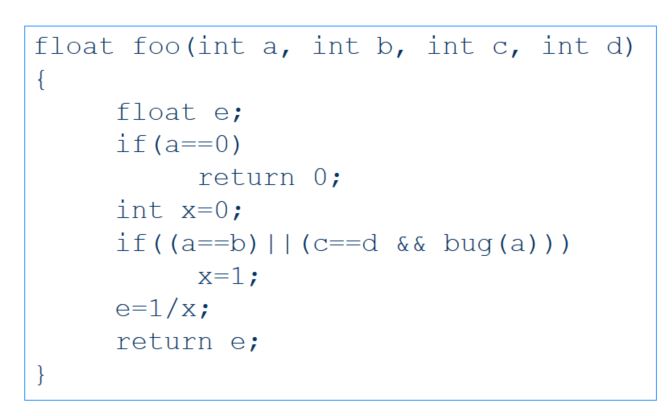 float foo(int a, int b, int c, int d)
{
float e;
if(a==0)
return 0;
int x=0;
if((a==b)||(c==d && bug(a)))
x=1;
e=1/x;
return e;
}